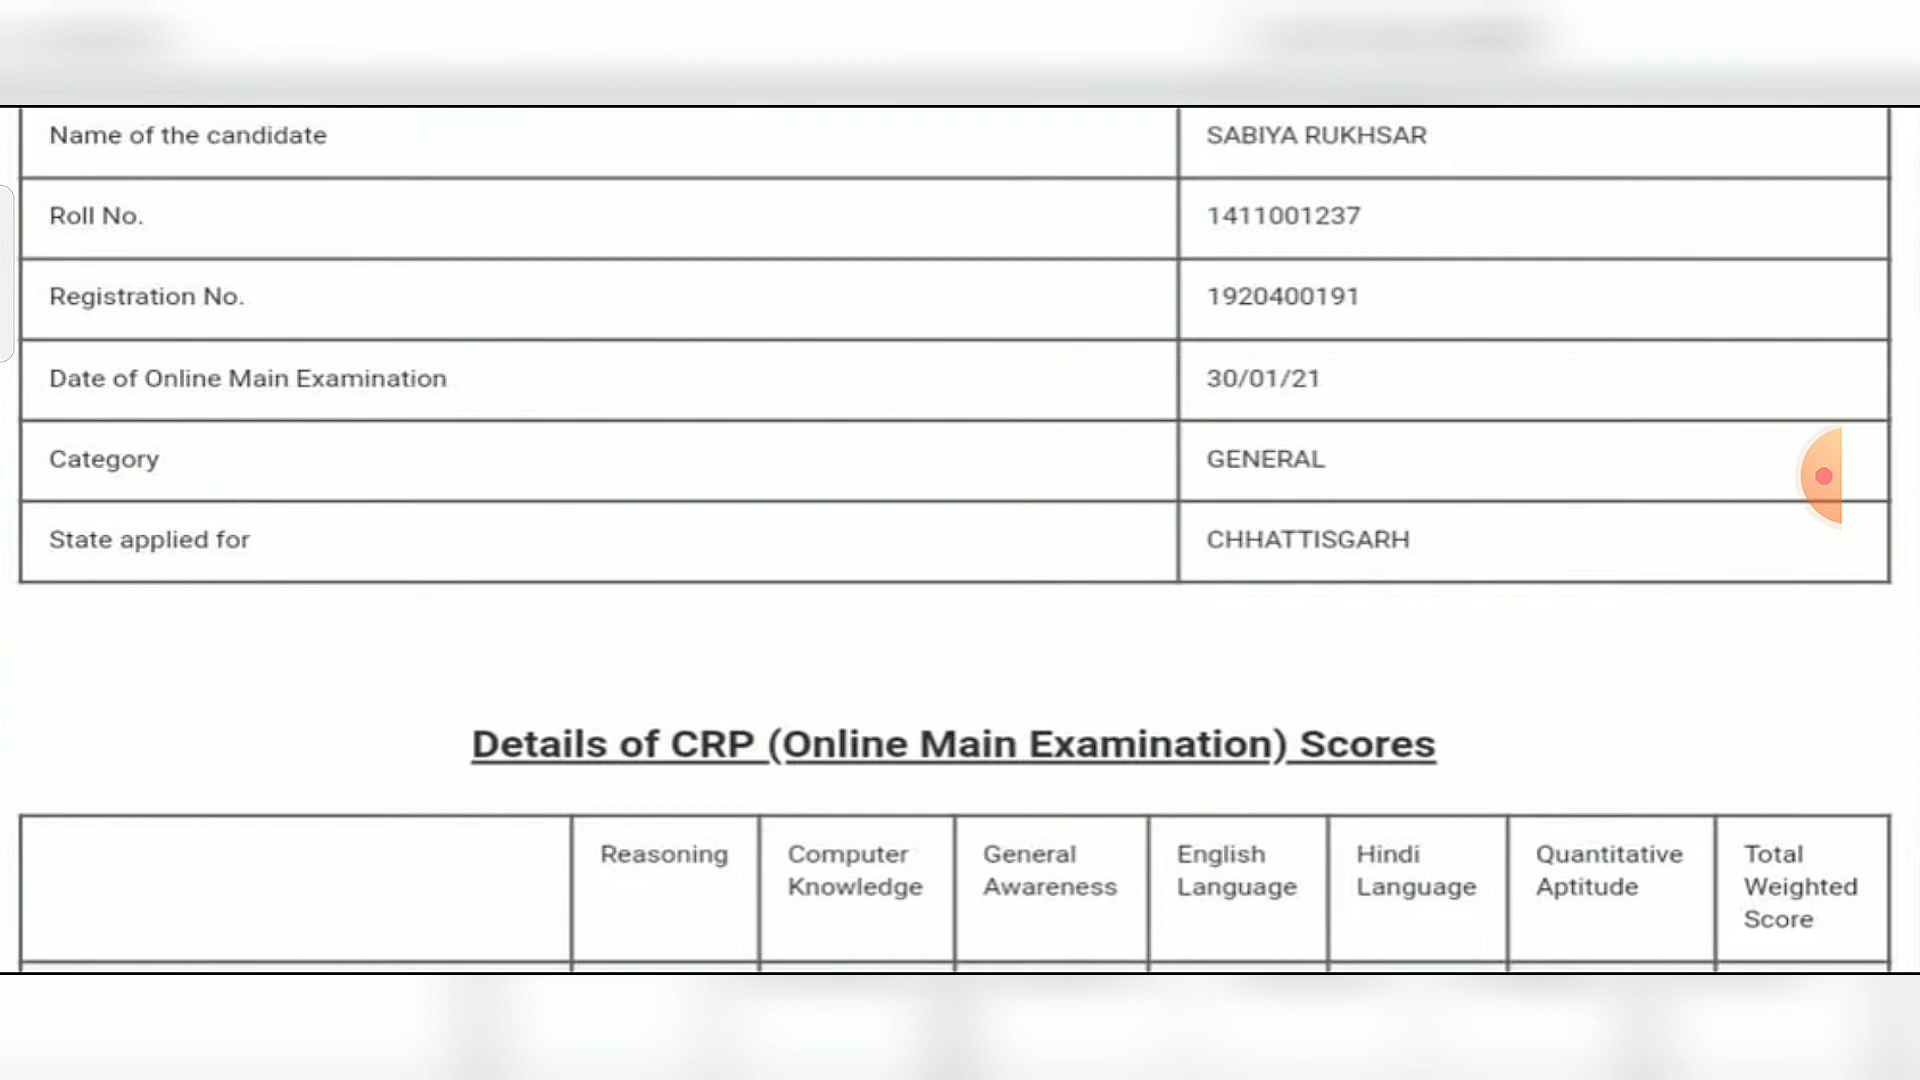 Name of the candidate SABIYA RUKHSAR
Roll No. 1411001237
Registration No. 1920400191
Date of Online Main Examination 30/01/21
Category GENERAL
State applied for CHHATTISGARH
Details of CRP (Online Main Examination) Scores
Reasoning Computer Knowledge General Awareness English Language Hindi Language Quantitative Aptitude Total Weighted Score